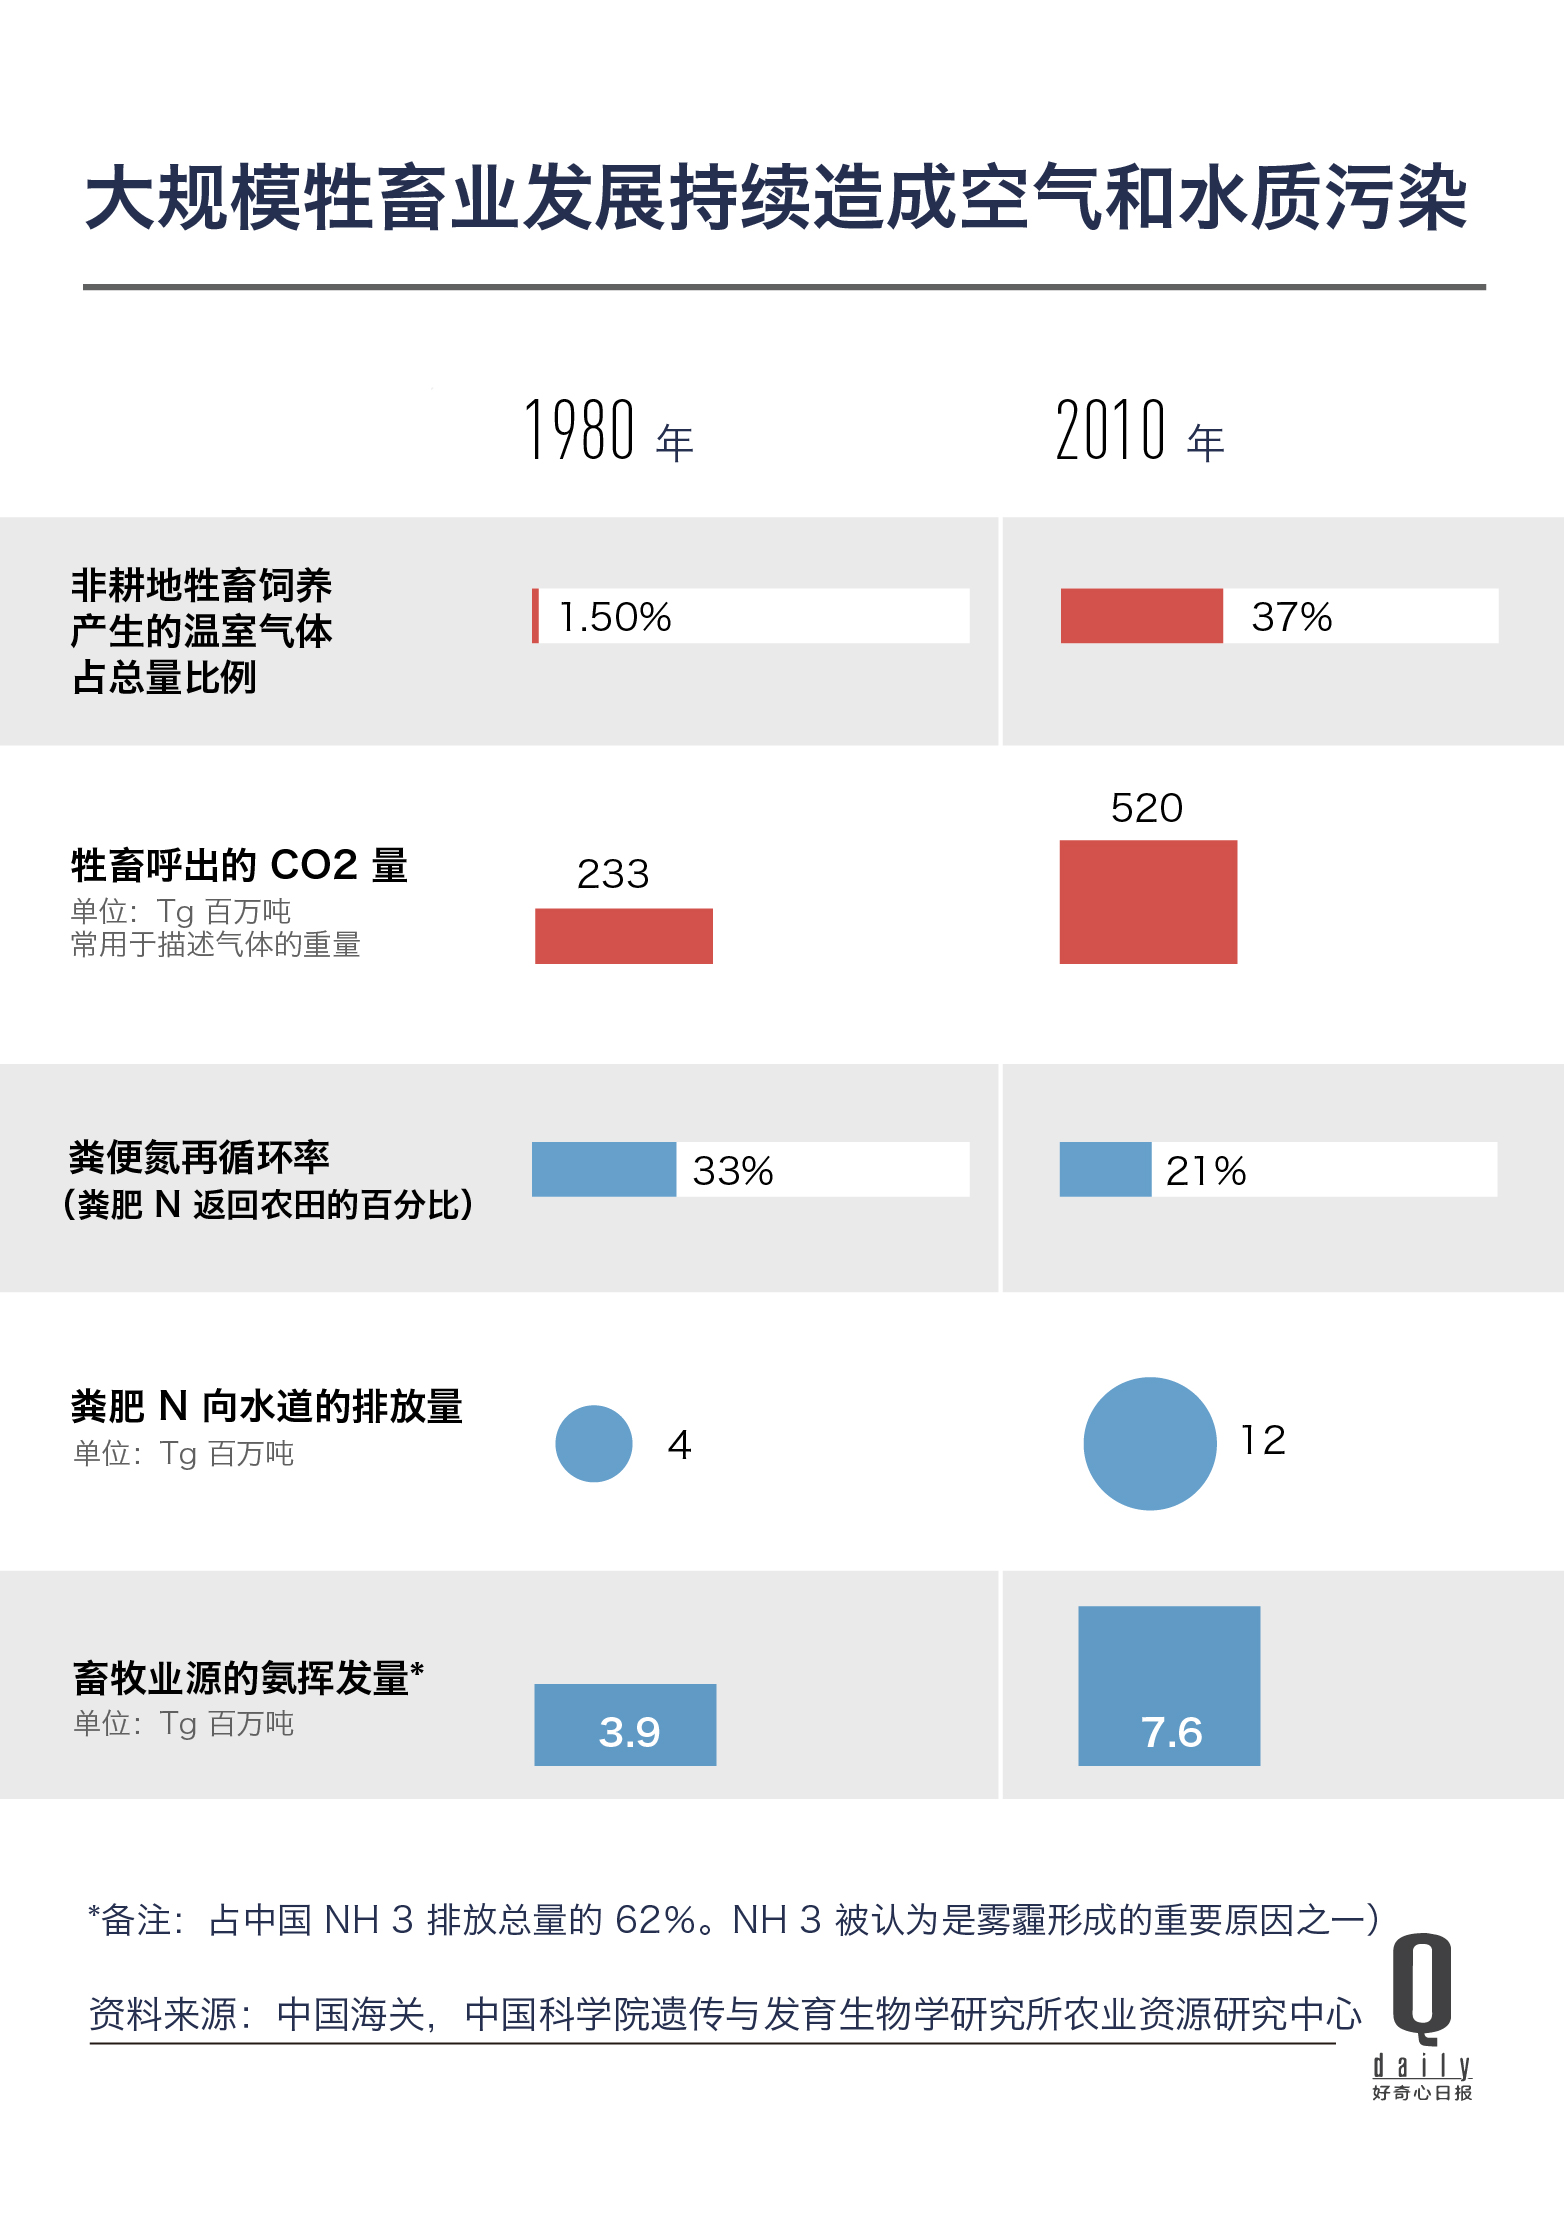 大规模牲畜业发展持续造成空气和水质污染
1980 年
2010 年
非耕地牲畜饲养
产生的温室气体
占总量比例
1.50%
37%
牲畜呼出的 CO2 量
单位：Tg 百万吨
常用于描述气体的重量
233
520
粪便氮再循环率
（粪肥 N 返回农田的百分比）
33%
21%
粪肥 N 向水道的排放量
单位：Tg 百万吨
4
12
畜牧业源的氨挥发量*
单位：Tg 百万吨
3.9
7.6
*备注：占中国 NH 3 排放总量的 62%。NH 3 被认为是雾霾形成的重要原因之一）
资料来源：中国海关，中国科学院遗传与发育生物学研究所农业资源研究中心
Q
daily
好奇心日报